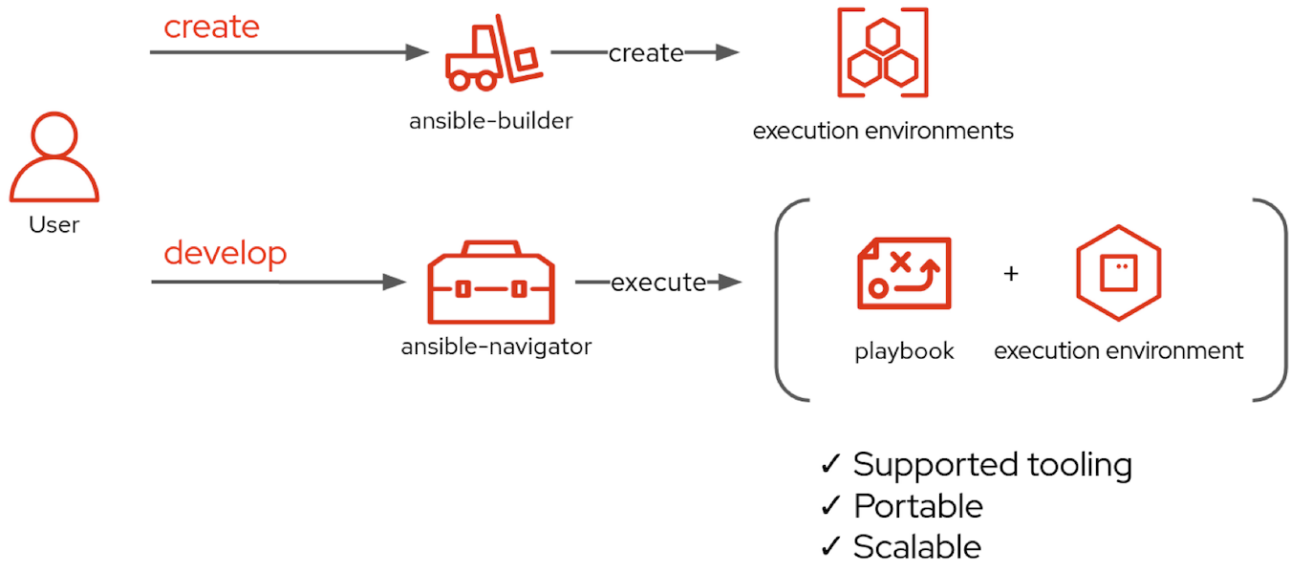 create
create
ansible-builder
execution environments
User
develop
execute
ansible-navigator
+
playbook
execution environment
✓ Supported tooling
✓ Portable
✓ Scalable